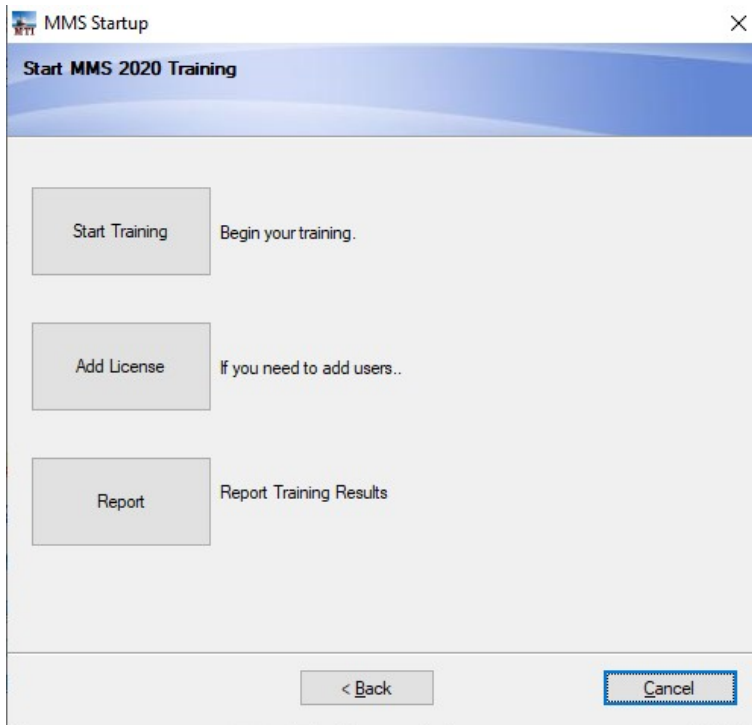 MTI
MMS Startup
Start MMS 2020 Training
Start Training
Begin your training.
Add License
If you need to add users..
Report
Report Training Results
< Back
Cancel